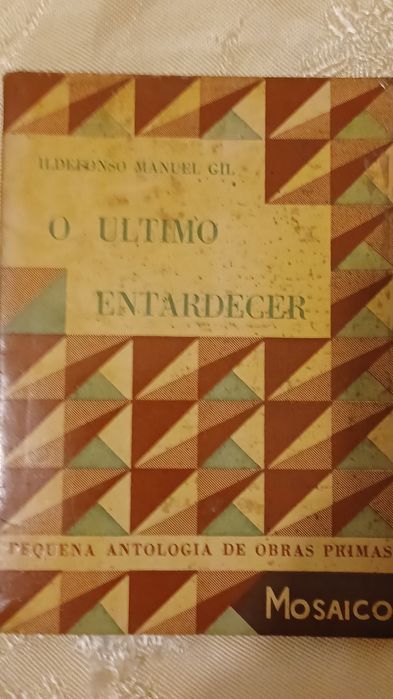 ILDEFONSO MANUEL GIL
O ULTIMO
ENTARDECER
PEQUENA ANTOLOGIA DE OBRAS PRIMAS
MOSAICO